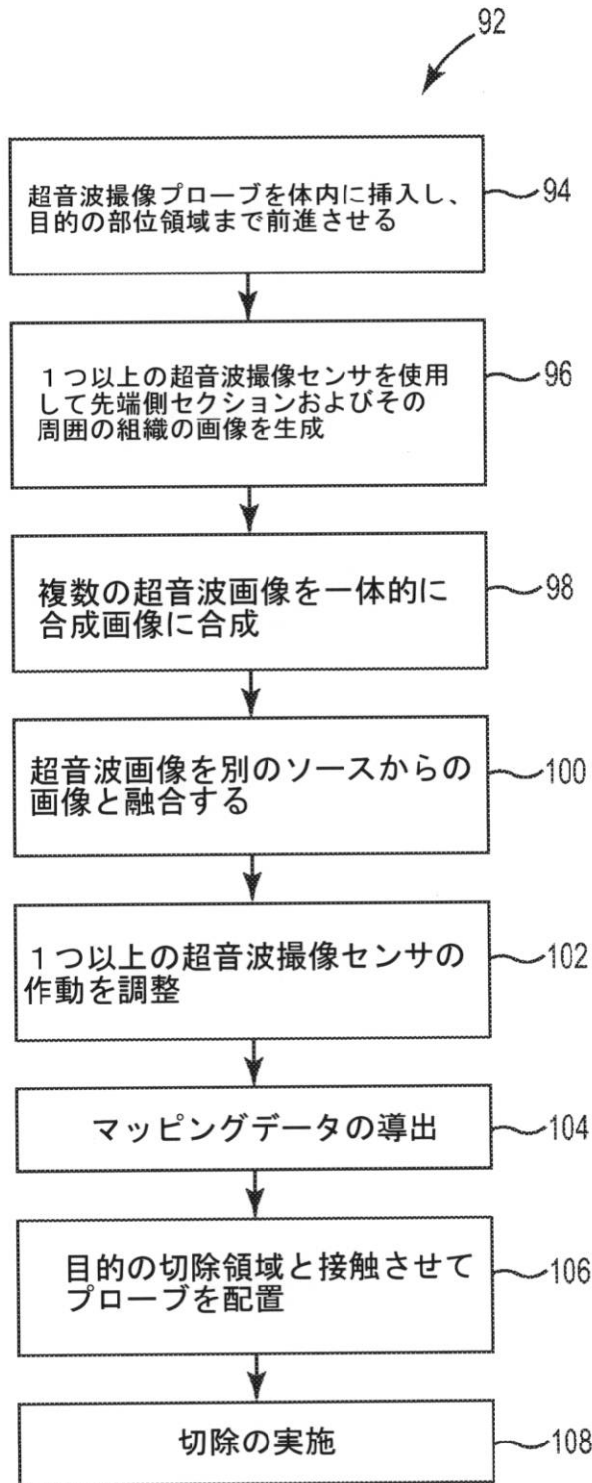 92
超音波撮像プローブを体内に挿入し、
目的の部位領域まで前進させる
94
１つ以上の超音波撮像センサを使用
して先端側セクションおよびその
周囲の組織の画像を生成
96
複数の超音波画像を一体的に
合成画像に合成
98
超音波画像を別のソースからの
画像と融合する
100
１つ以上の超音波撮像センサの
作動を調整
102
マッピングデータの導出
104
目的の切除領域と接触させて
プローブを配置
106
切除の実施
108